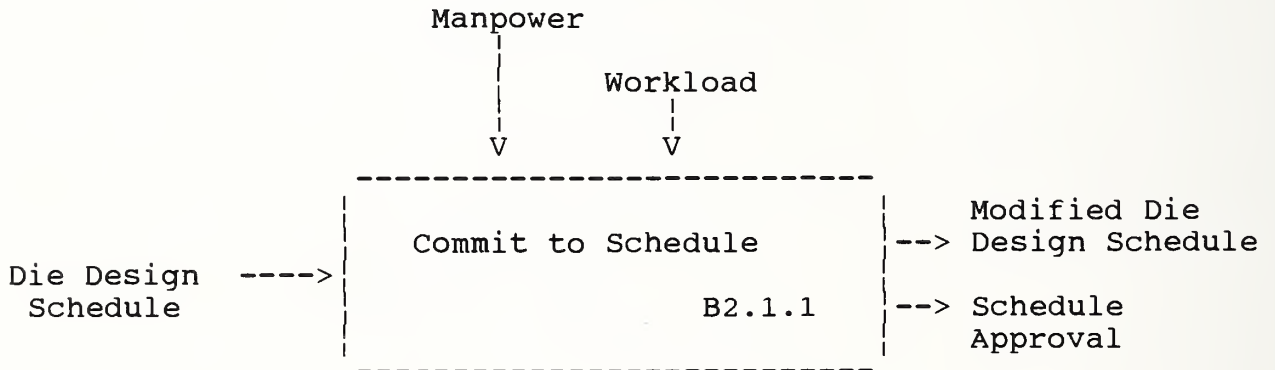 Manpower
Workload
V V
Commit to Schedule
B2.1.1
Die Design ---->
Schedule
--> Modified Die
Design Schedule
--> Schedule
Approval